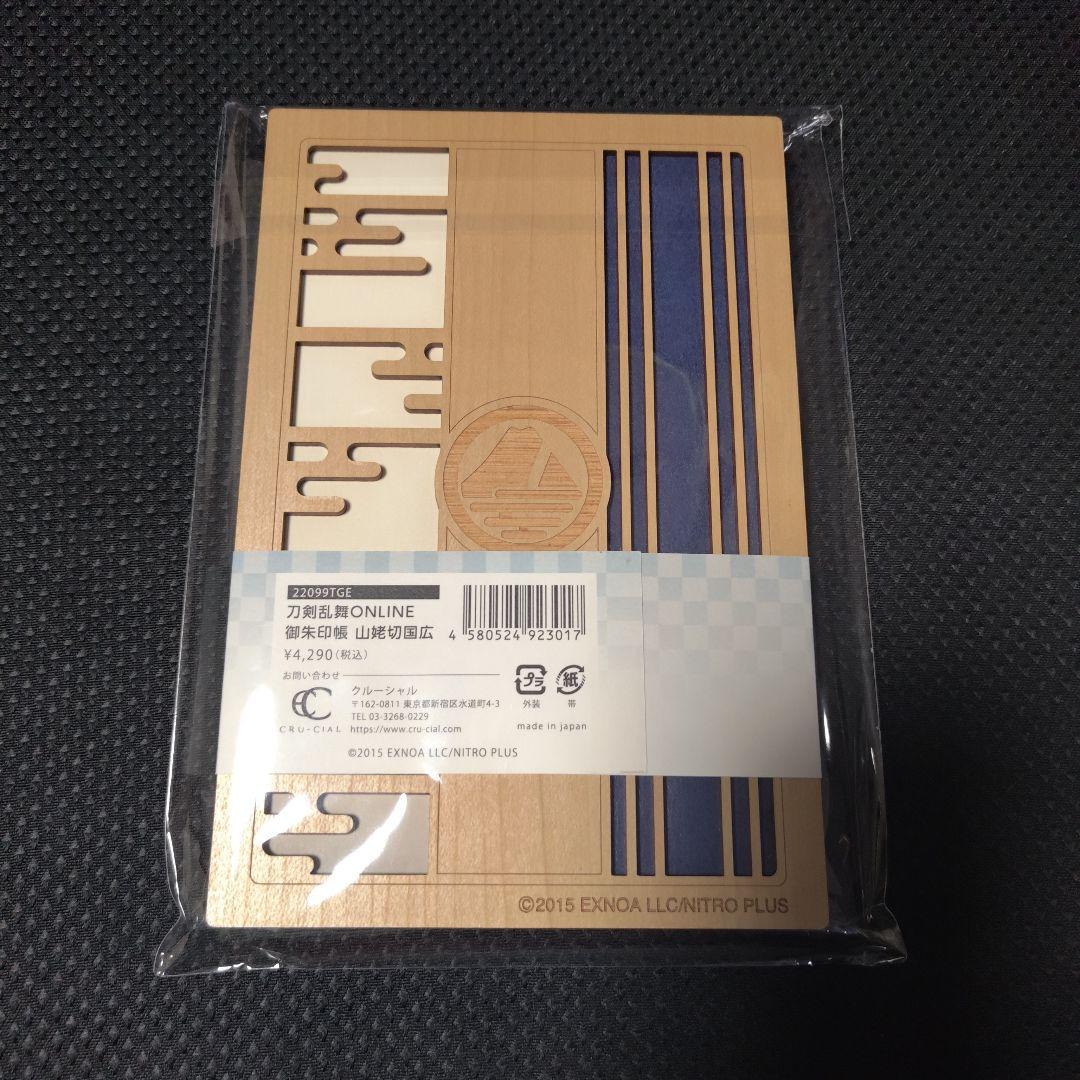 22099TGE
刀剣乱舞ONLINE
御朱印帳 山姥切国広
4 580524 923017
¥4,290(税込)
お問い合わせ
クルーシャル
〒162-0811 東京都新宿区水道町4-3
TEL 03-3268-0229
CRU-CIAL https://www.cru-cial.com
プラ
外装
紙
帯
made in japan
©2015 EXNOA LLC/NITRO PLUS
©2015 EXNOA LLC/NITRO PLUS